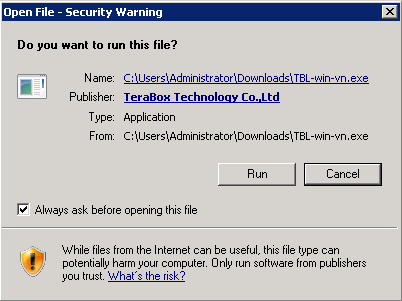 Open File - Security Warning
Do you want to run this file?
Name: C:\Users\Administrator\Downloads\TBL-win-vn.exe
Publisher: TeraBox Technology Co.,Ltd
Type: Application
From: C:\Users\Administrator\Downloads\TBL-win-vn.exe
Run Cancel
Always ask before opening this file
While files from the Internet can be useful, this file type can
potentially harm your computer. Only run software from publishers
you trust. What's the risk?